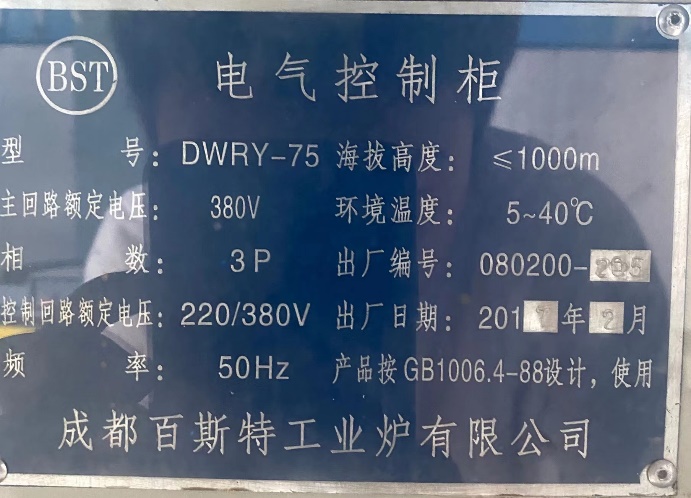 BST 电气控制柜
型 号：DWRY-75 海拔高度：≤1000m
主回路额定电压：380V 环境温度：5~40℃
相 数：3P 出厂编号：080200-
控制回路额定电压：220/380V 出厂日期：201 年2月
频 率：50Hz 产品按GB1006.4-88设计，使用
成都百斯特工业炉有限公司